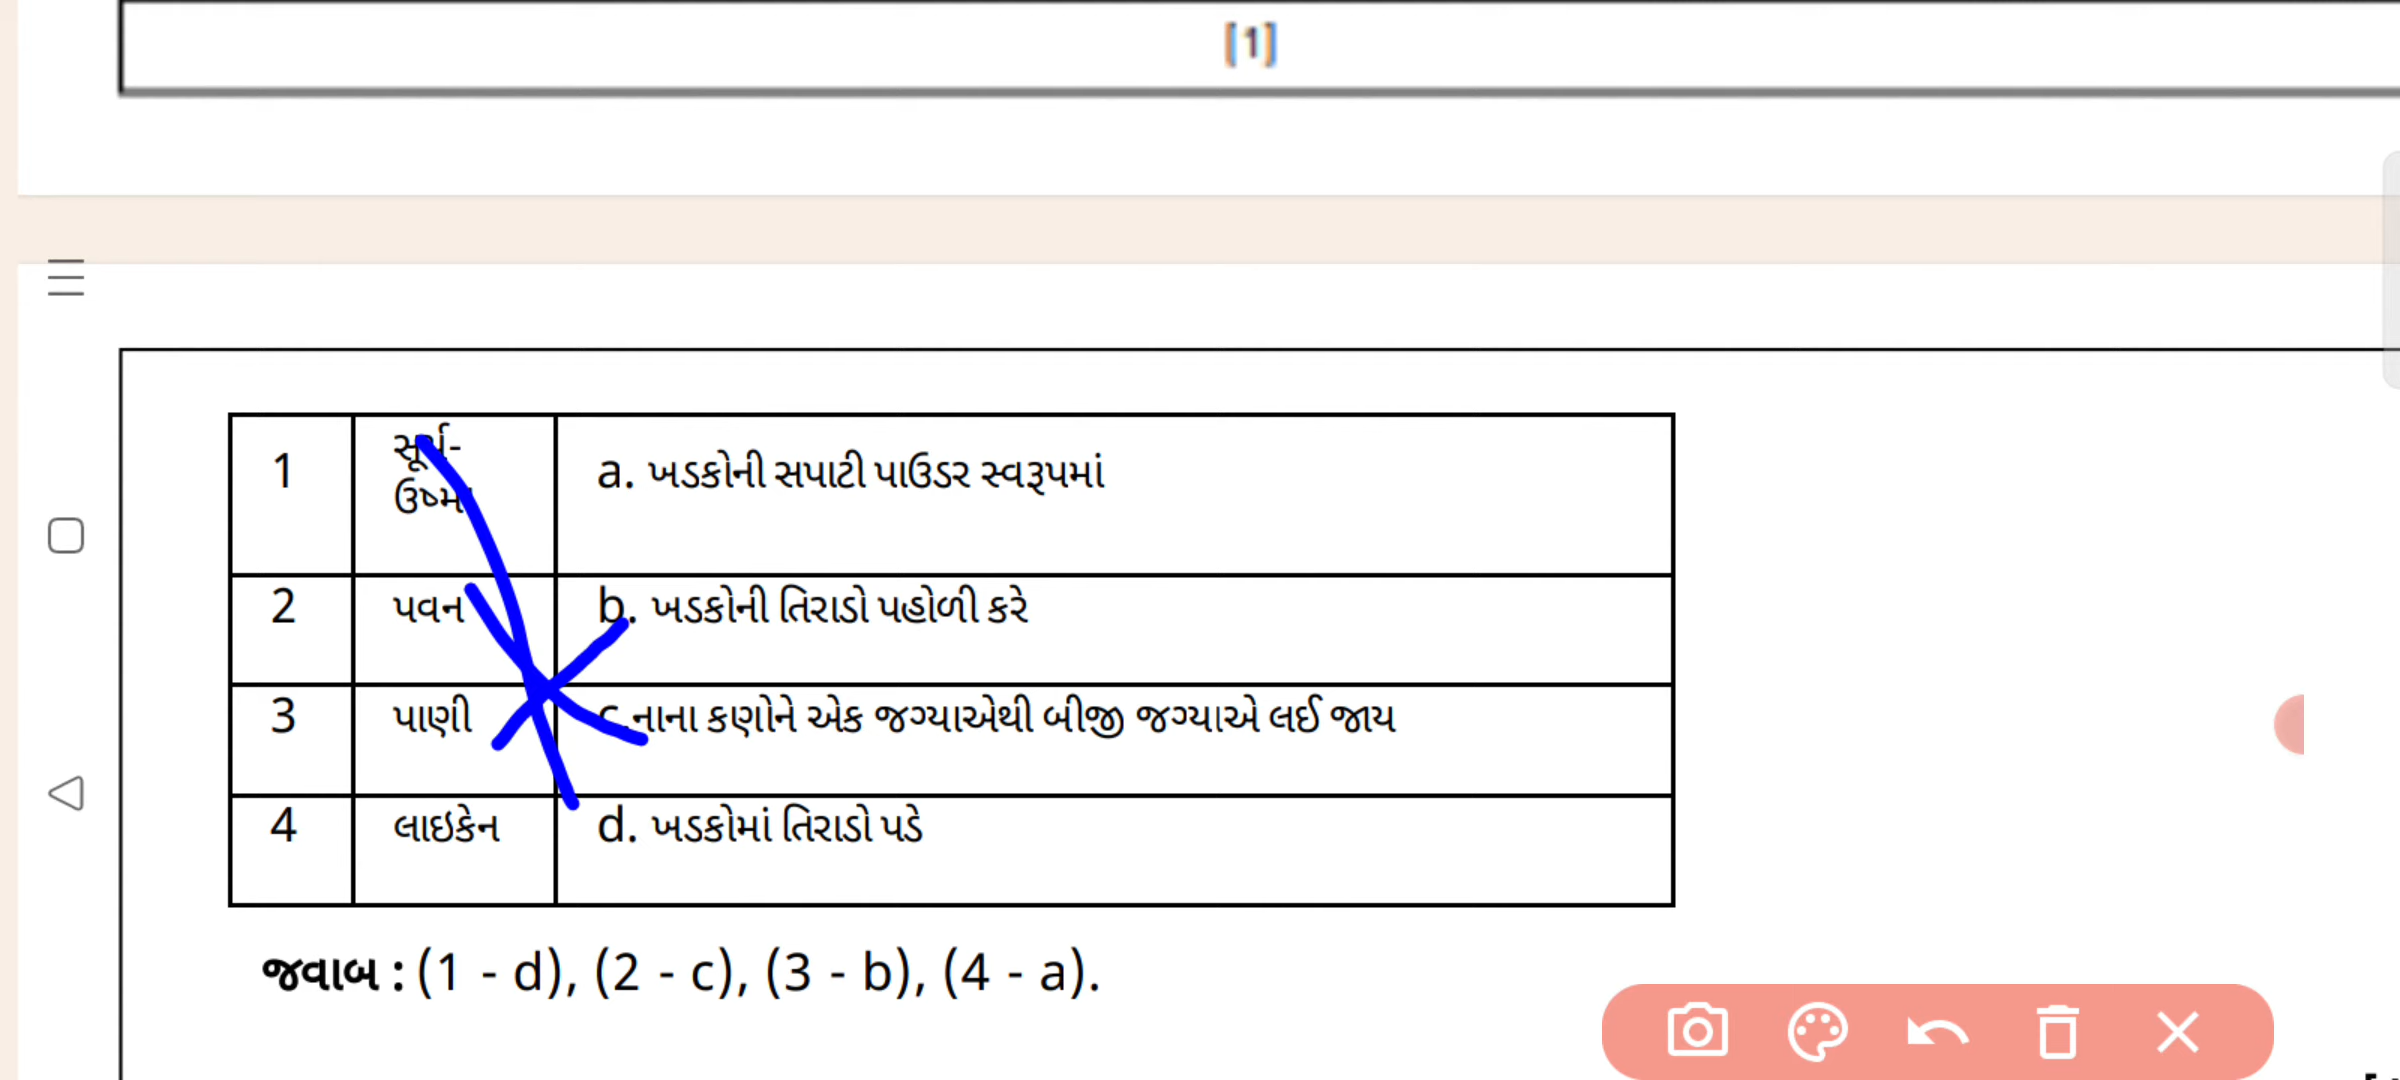 [1]
1 સૂર્ય-ઉષ્મા a. ખડકોની સપાટી પાઉડર સ્વરૂપમાં
2 પવન b. ખડકોની તિરાડો પહોળી કરે
3 પાણી c. નાના કણોને એક જગ્યાએથી બીજી જગ્યાએ લઈ જાય
4 લાઇકેન d. ખડકોમાં તિરાડો પડે
જવાબ : (1 - d), (2 - c), (3 - b), (4 - a).